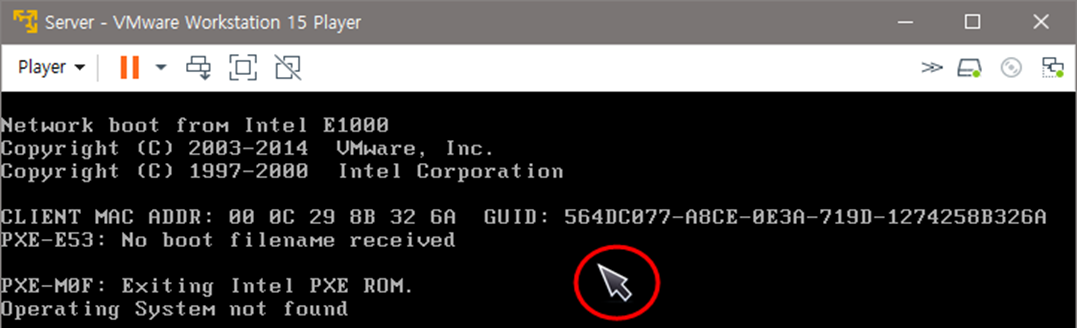 Server - VMware Workstation 15 Player
Player
Network boot from Intel E1000
Copyright (C) 2003-2014  VMware, Inc.
Copyright (C) 1997-2000  Intel Corporation
CLIENT MAC ADDR: 00 0C 29 8B 32 6A  GUID: 564DC077-A8CE-0E3A-719D-1274258B326A
PXE-E53: No boot filename received
PXE-M0F: Exiting Intel PXE ROM.
Operating System not found